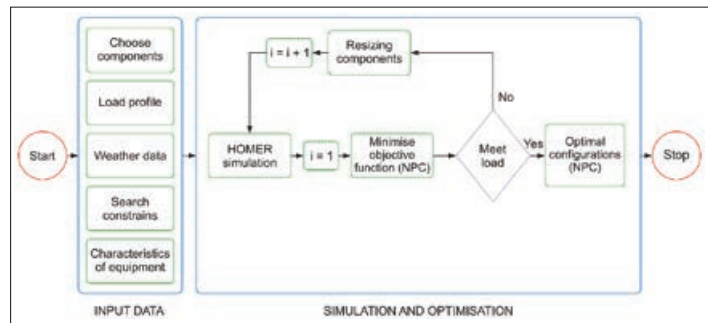 Start
Choose
components
Load profile
Weather data
Search
constrains
Characteristics
of equipment
INPUT DATA
i = i + 1
Resizing
components
No
HOMER
simulation
i = 1
Minimise
objective
function (NPC)
Meet
load
Yes
Optimal
configurations
(NPC)
SIMULATION AND OPTIMISATION
Stop